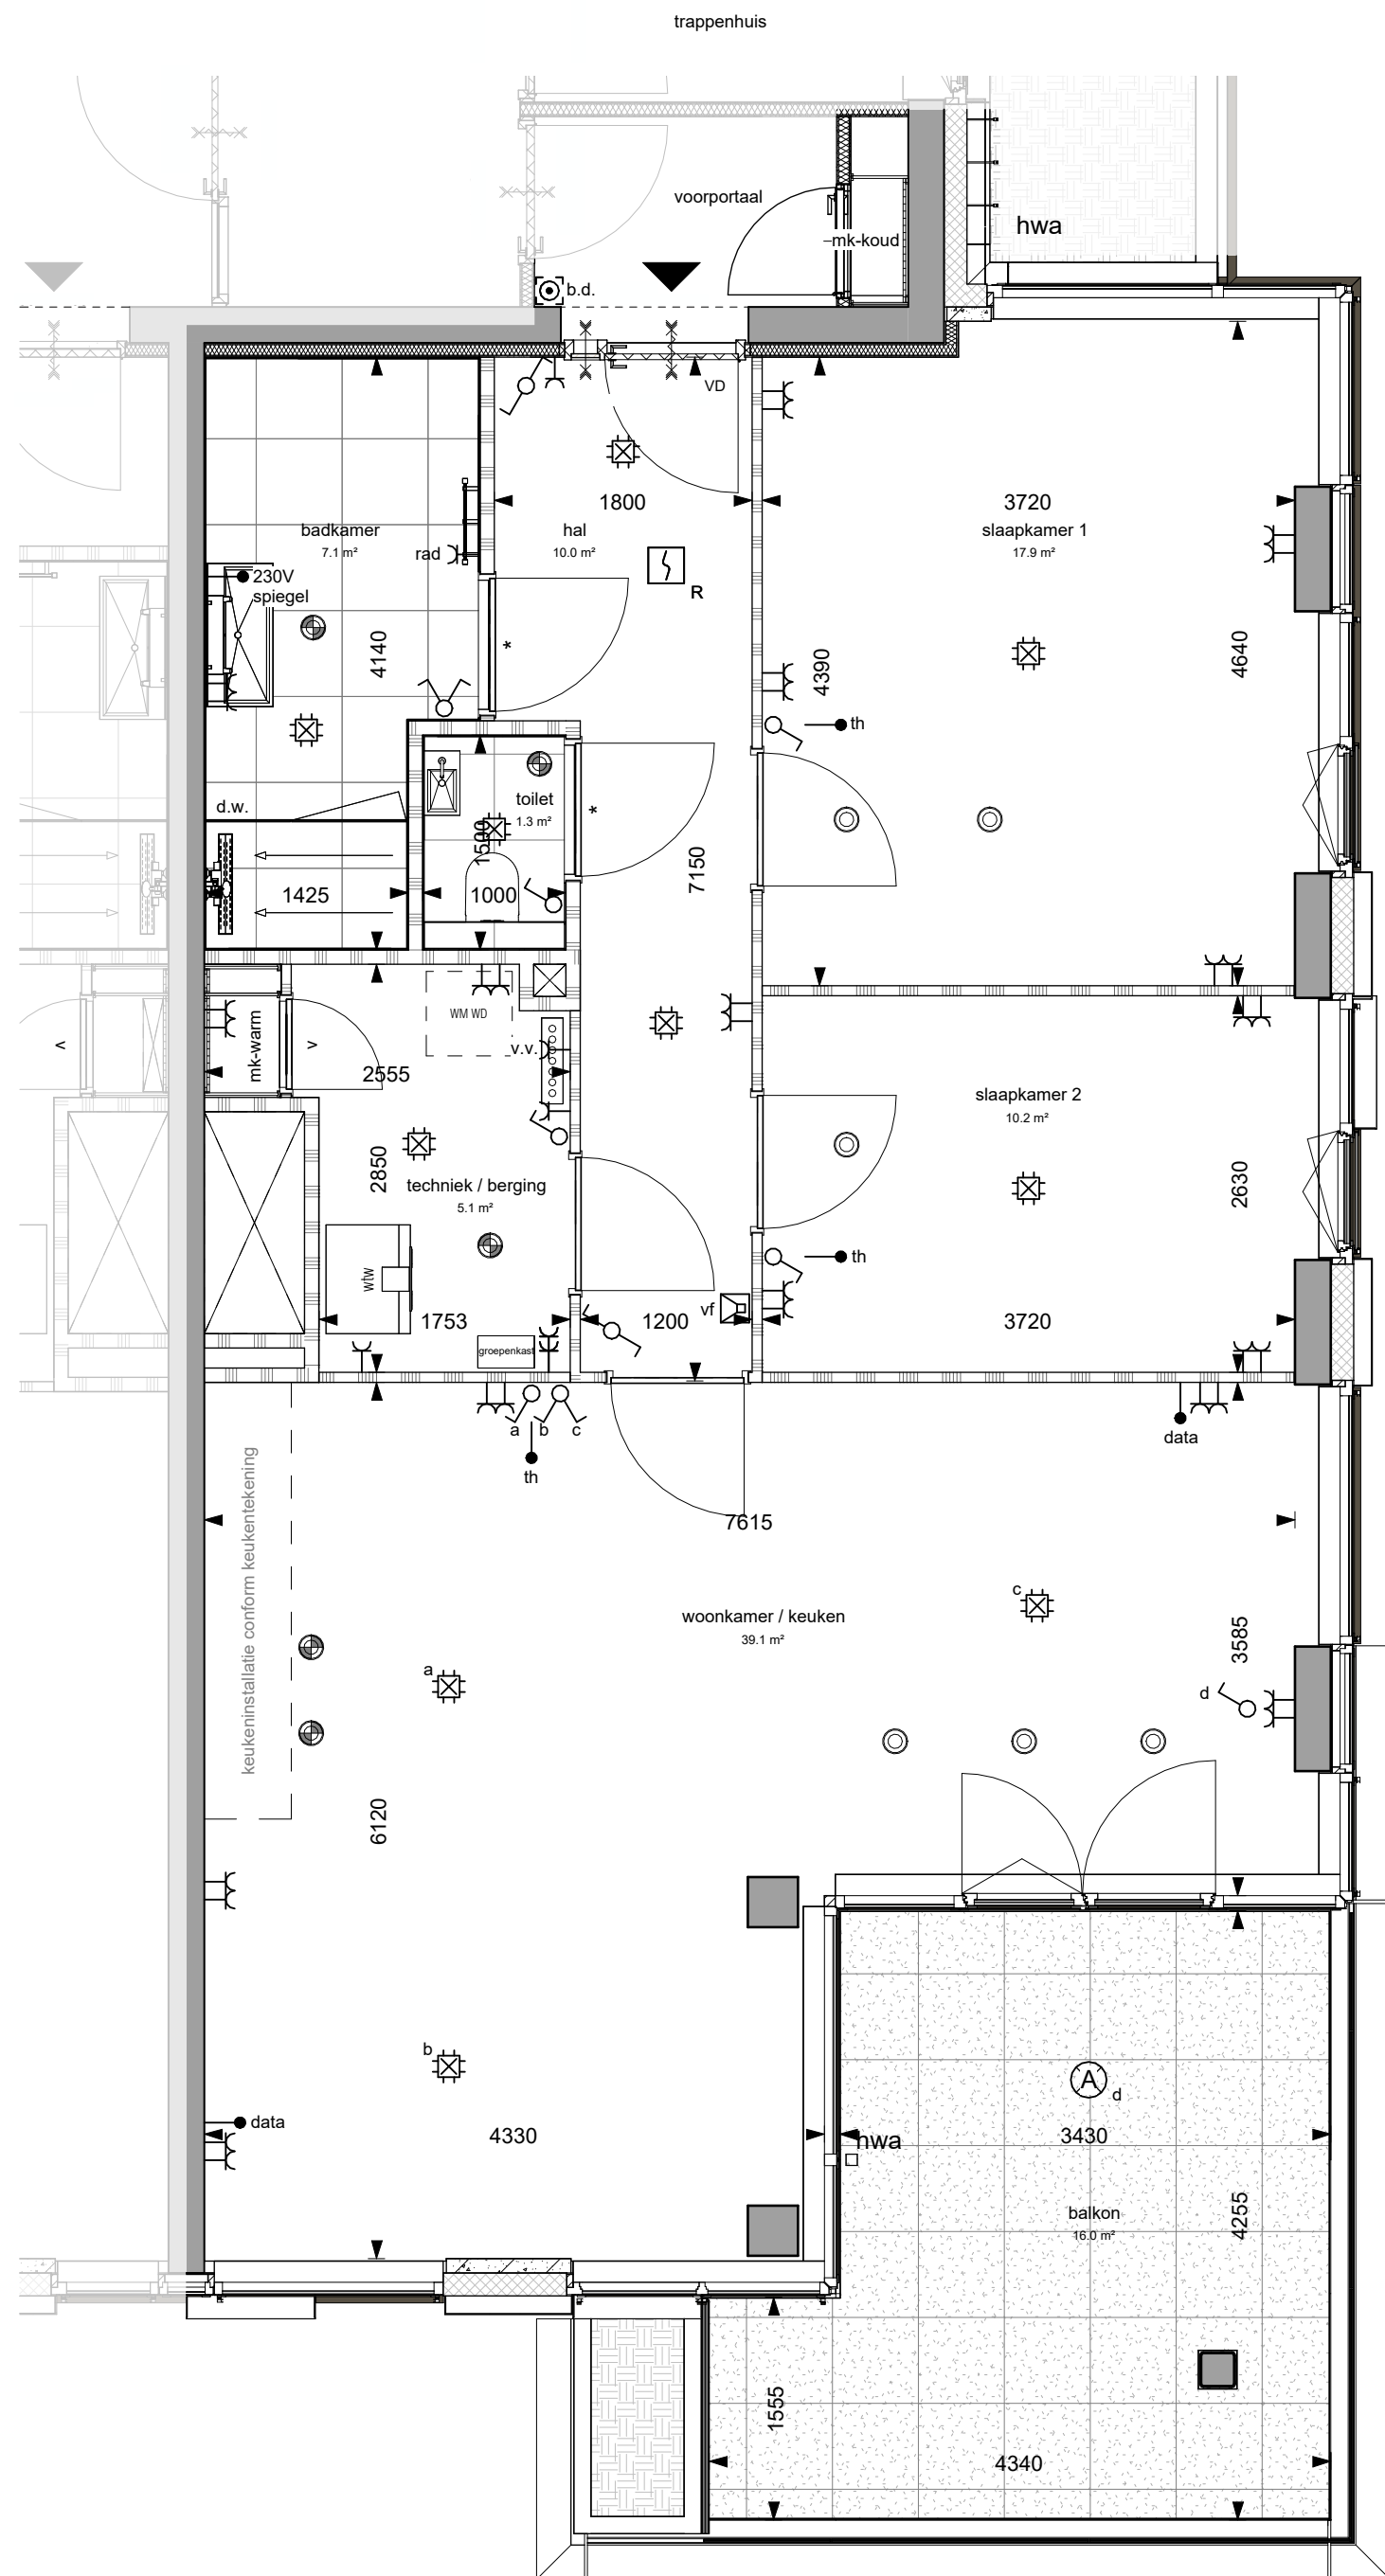 trappenhuis
voorportaal
mk-koud
hwa
b.d.
VD
1800
3720
badkamer
7.1 m²
hal
10.0 m²
slaapkamer 1
17.9 m²
rad
230V
spiegel
R
*
4140
4390
4640
th
d.w.
toilet
1.3 m²
*
1500
7150
1425
1000
WM WD
v.v.
mk-warm
v
v
2555
slaapkamer 2
10.2 m²
2850
techniek / berging
5.1 m²
2630
th
wtw
vf
1753
1200
3720
groepenkast
a
b
c
th
data
keukeninstallatie conform keukentekening
7615
c
woonkamer / keuken
39.1 m²
3585
a
d
6120
b
A
d
data
4330
hwa
3430
balkon
16.0 m²
4255
1555
4340